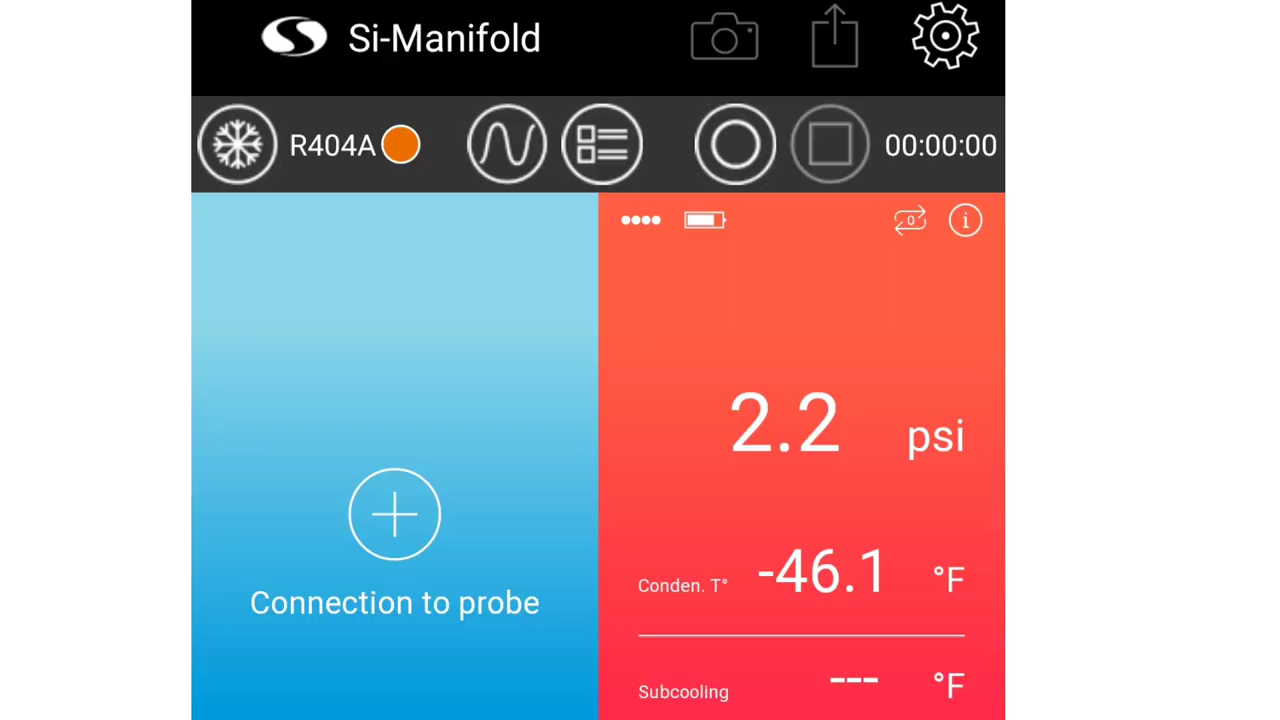 Si-Manifold
R404A
00:00:00
0
i
2.2 psi
Conden. T° -46.1 °F
Connection to probe
Subcooling --- °F